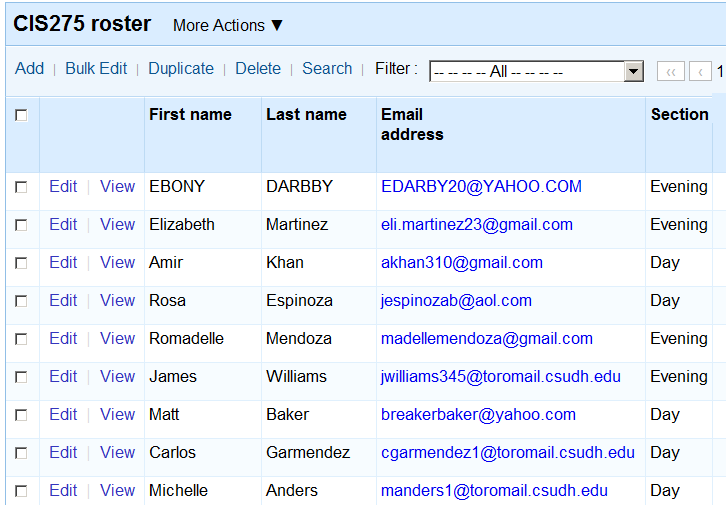 CIS275 roster More Actions ▼
Add | Bulk Edit | Duplicate | Delete | Search | Filter : -- -- -- -- All -- -- -- -- ‹‹ ‹ 1
First name Last name Email address Section
Edit | View EBONY DARBBY EDARBY20@YAHOO.COM Evening
Edit | View Elizabeth Martinez eli.martinez23@gmail.com Evening
Edit | View Amir Khan akhan310@gmail.com Day
Edit | View Rosa Espinoza jespinozab@aol.com Day
Edit | View Romadelle Mendoza madellemendoza@gmail.com Evening
Edit | View James Williams jwilliams345@toromail.csudh.edu Evening
Edit | View Matt Baker breakerbaker@yahoo.com Day
Edit | View Carlos Garmendez cgarmendez1@toromail.csudh.edu Day
Edit | View Michelle Anders manders1@toromail.csudh.edu Day